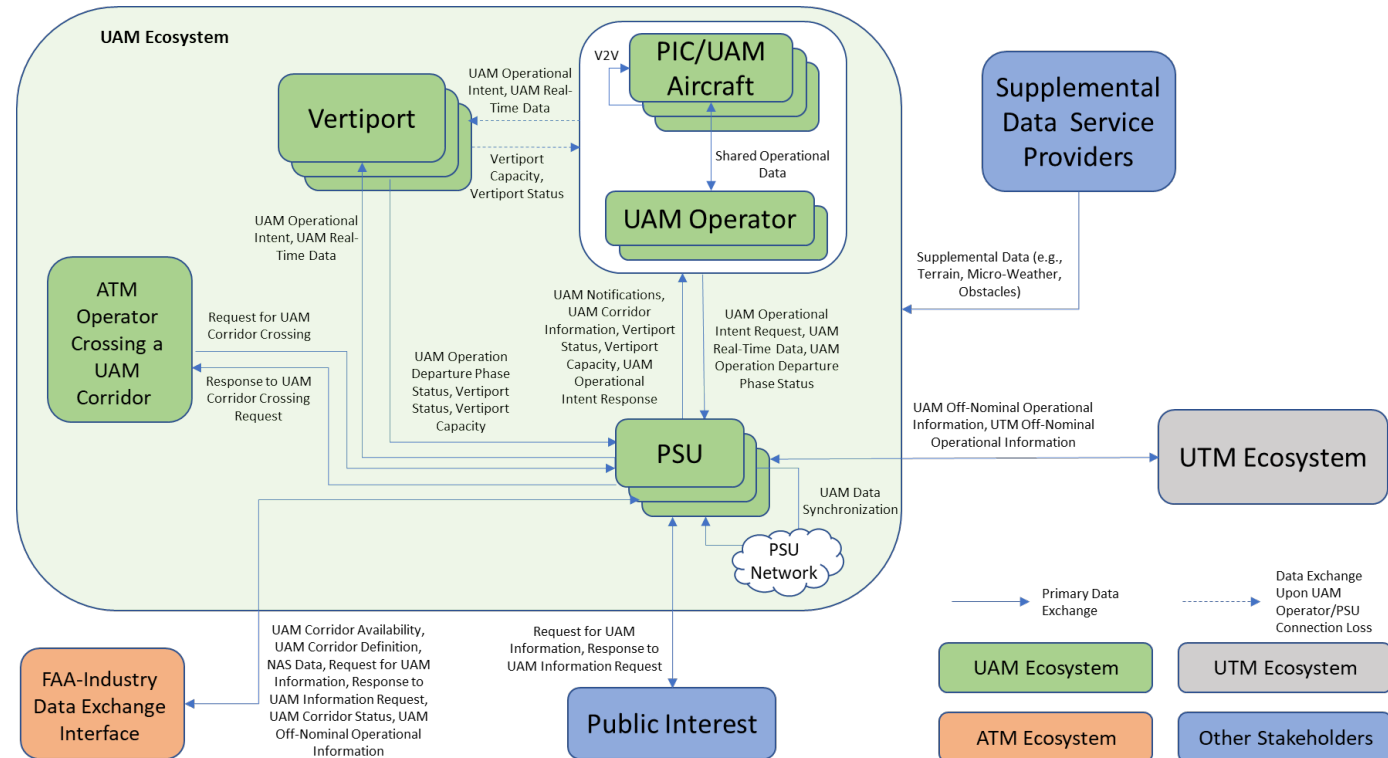 UAM Ecosystem
V2V
PIC/UAM
Aircraft
UAM Operational
Intent, UAM Real-
Time Data
Vertiport
Vertiport
Capacity,
Vertiport Status
Shared Operational
Data
UAM Operator
Supplemental
Data Service
Providers
Supplemental Data (e.g.,
Terrain, Micro-Weather,
Obstacles)
UAM Operational
Intent, UAM Real-
Time Data
ATM
Operator
Crossing a
UAM
Corridor
Request for UAM
Corridor Crossing
Response to UAM
Corridor Crossing
Request
UAM Operation
Departure Phase
Status, Vertiport
Status, Vertiport
Capacity
UAM Notifications,
UAM Corridor
Information, Vertiport
Status, Vertiport
Capacity, UAM
Operational
Intent Response
UAM Operational
Intent Request, UAM
Real-Time Data, UAM
Operation Departure
Phase Status
PSU
UAM Off-Nominal Operational
Information, UTM Off-Nominal
Operational Information
UTM Ecosystem
UAM Data
Synchronization
PSU
Network
FAA-Industry
Data Exchange
Interface
UAM Corridor Availability,
UAM Corridor Definition,
NAS Data, Request for UAM
Information, Response to
UAM Information Request,
UAM Corridor Status, UAM
Off-Nominal Operational
Information
Request for UAM
Information, Response to
UAM Information Request
Public Interest
Primary Data
Exchange
Data Exchange
Upon UAM
Operator/PSU
Connection Loss
UAM Ecosystem
UTM Ecosystem
ATM Ecosystem
Other Stakeholders